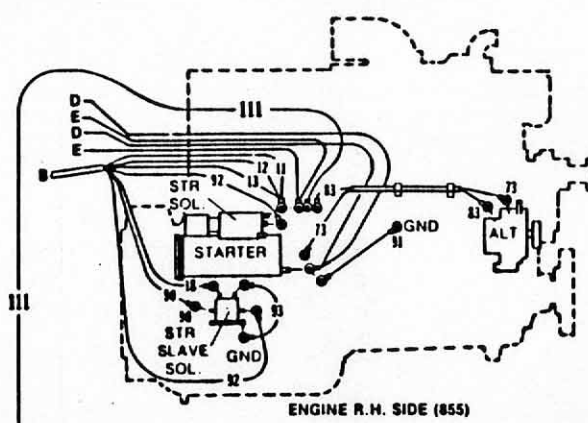 D
E
D
E
111
B
92
12
11
13
STR
SOL.
83
73
73
83
GND
91
ALT
STARTER
18
90
90
93
STR
SLAVE
SOL.
GND
92
111
ENGINE R.H. SIDE (855)